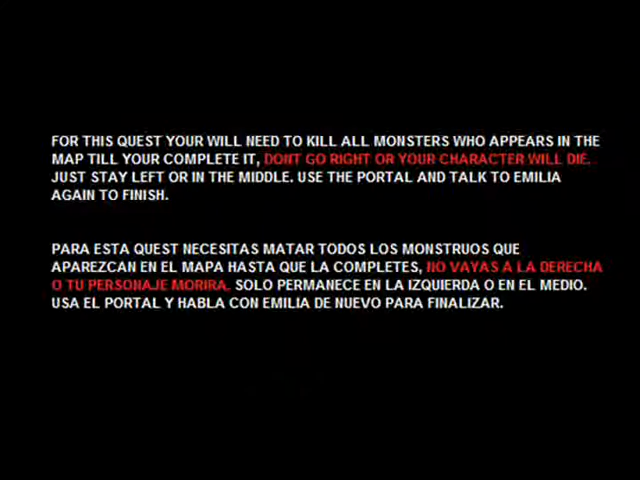 FOR THIS QUEST YOUR WILL NEED TO KILL ALL MONSTERS WHO APPEARS IN THE
MAP TILL YOUR COMPLETE IT, DONT GO RIGHT OR YOUR CHARACTER WILL DIE.
JUST STAY LEFT OR IN THE MIDDLE. USE THE PORTAL AND TALK TO EMILIA
AGAIN TO FINISH.
PARA ESTA QUEST NECESITAS MATAR TODOS LOS MONSTRUOS QUE
APAREZCAN EN EL MAPA HASTA QUE LA COMPLETES, NO VAYAS A LA DERECHA
O TU PERSONAJE MORIRA. SOLO PERMANECE EN LA IZQUIERDA O EN EL MEDIO.
USA EL PORTAL Y HABLA CON EMILIA DE NUEVO PARA FINALIZAR.